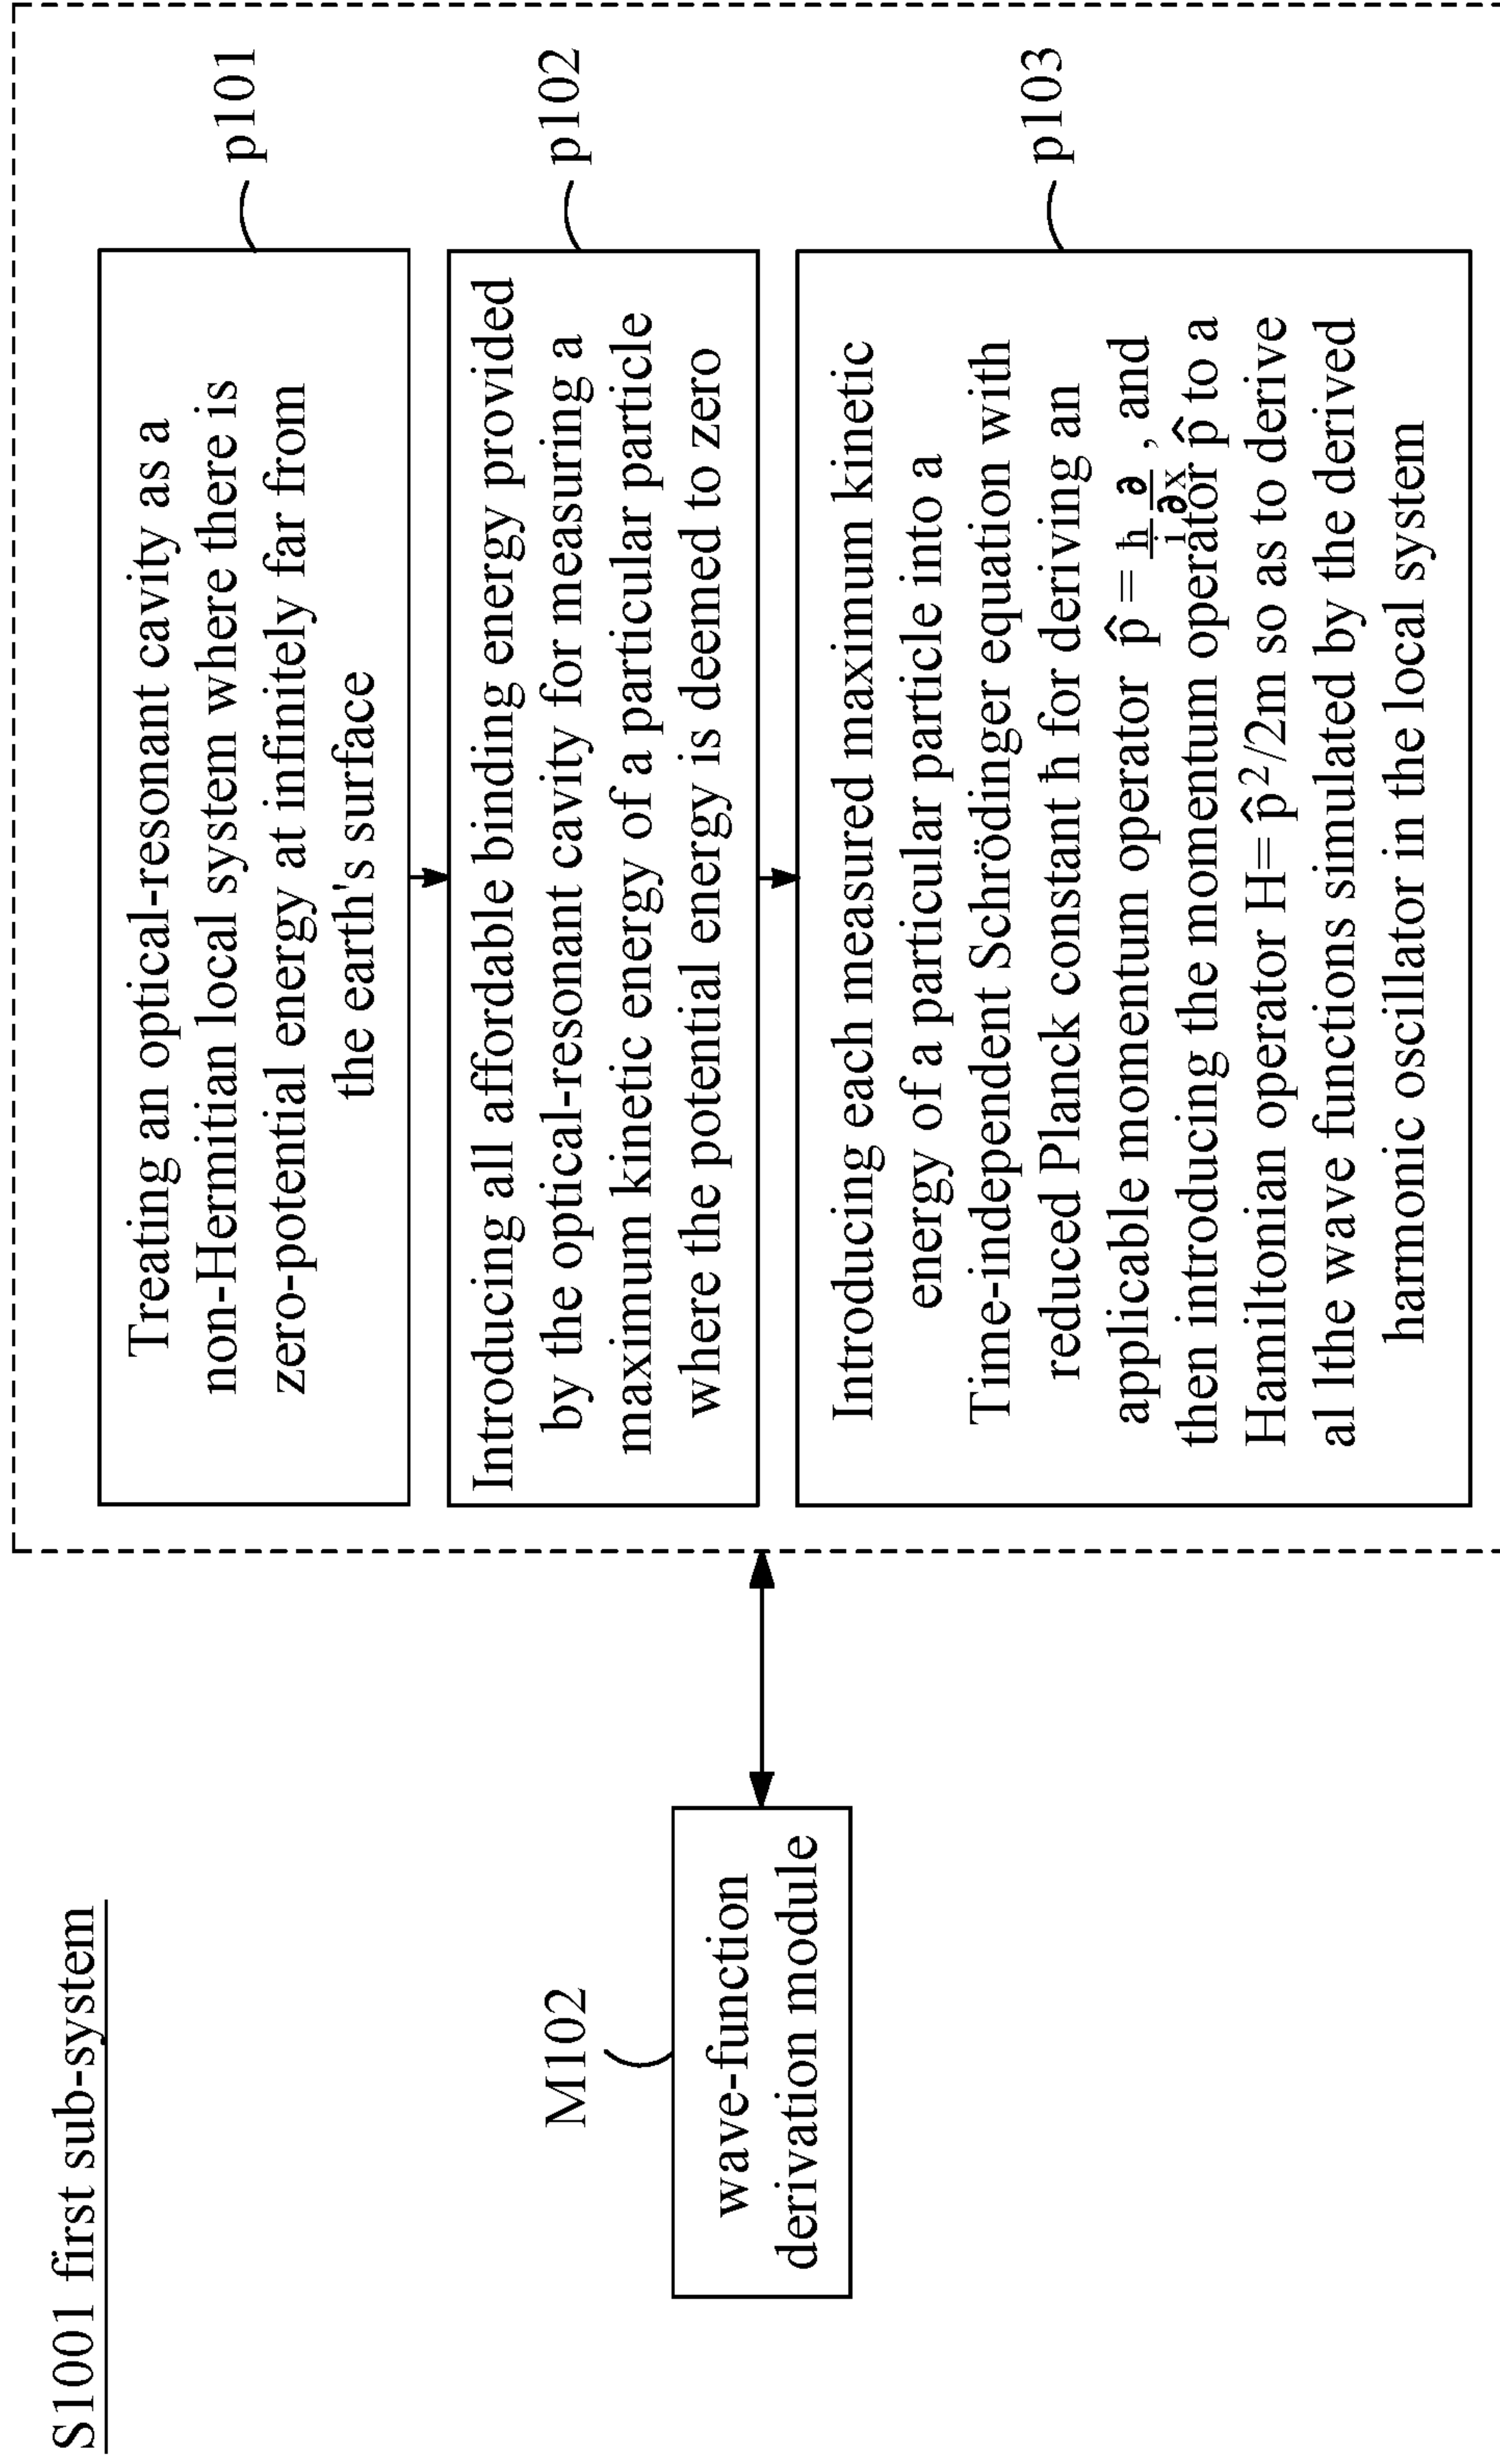 S1001 first sub-system
M102
wave-function
derivation module
Treating an optical-resonant cavity as a
non-Hermitian local system where there is
zero-potential energy at infinitely far from
the earth's surface
p101
Introducing all affordable binding energy provided
by the optical-resonant cavity for measuring a
maximum kinetic energy of a particular particle
where the potential energy is deemed to zero
p102
Introducing each measured maximum kinetic
energy of a particular particle into a
Time-independent Schrödinger equation with
reduced Planck constant ħ for deriving an
applicable momentum operator p̂ = ħ/i ∂/∂x, and
then introducing the momentum operator p̂ to a
Hamiltonian operator H=p̂²/2m so as to derive
al lthe wave functions simulated by the derived
harmonic oscillator in the local system
p103